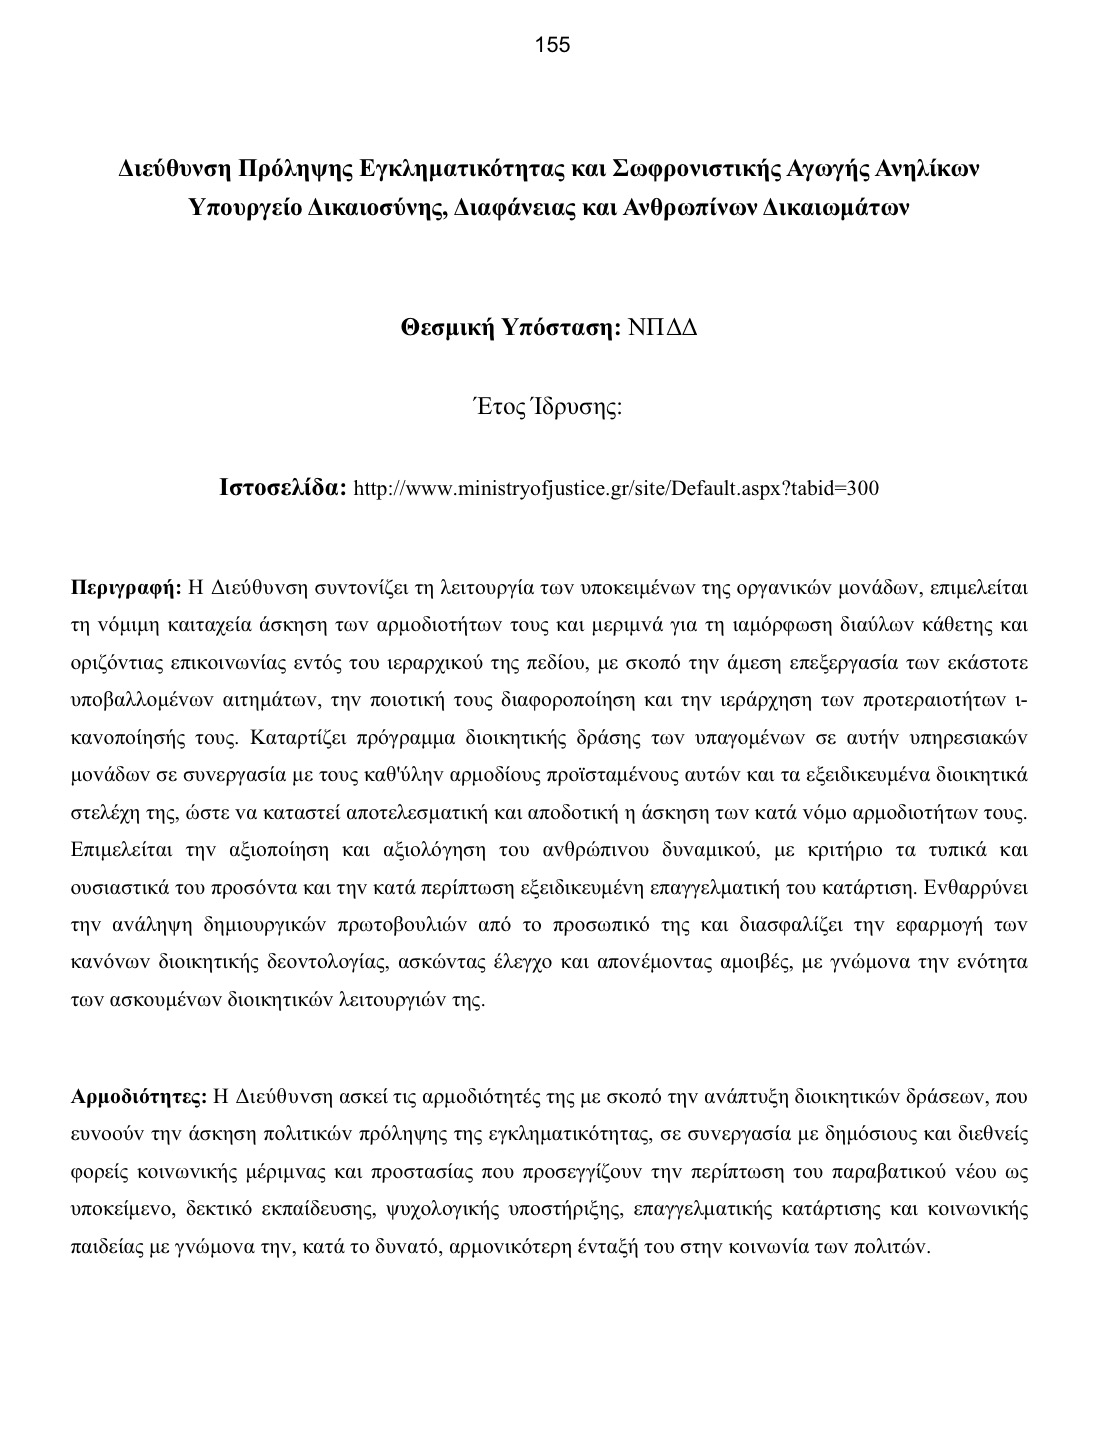 155
Διεύθυνση Πρόληψης Εγκληματικότητας και Σωφρονιστικής Αγωγής Ανηλίκων
Υπουργείο Δικαιοσύνης, Διαφάνειας και Ανθρωπίνων Δικαιωμάτων
Θεσμική Υπόσταση: ΝΠΔΔ
Έτος Ίδρυσης:
Ιστοσελίδα: http://www.ministryofjustice.gr/site/Default.aspx?tabid=300
Περιγραφή: Η Διεύθυνση συντονίζει τη λειτουργία των υποκειμένων της οργανικών μονάδων, επιμελείται
τη νόμιμη καιταχεία άσκηση των αρμοδιοτήτων τους και μεριμνά για τη ιαμόρφωση διαύλων κάθετης και
οριζόντιας επικοινωνίας εντός του ιεραρχικού της πεδίου, με σκοπό την άμεση επεξεργασία των εκάστοτε
υποβαλλομένων αιτημάτων, την ποιοτική τους διαφοροποίηση και την ιεράρχηση των προτεραιοτήτων ι-
κανοποίησής τους. Καταρτίζει πρόγραμμα διοικητικής δράσης των υπαγομένων σε αυτήν υπηρεσιακών
μονάδων σε συνεργασία με τους καθ'ύλην αρμοδίους προϊσταμένους αυτών και τα εξειδικευμένα διοικητικά
στελέχη της, ώστε να καταστεί αποτελεσματική και αποδοτική η άσκηση των κατά νόμο αρμοδιοτήτων τους.
Επιμελείται την αξιοποίηση και αξιολόγηση του ανθρώπινου δυναμικού, με κριτήριο τα τυπικά και
ουσιαστικά του προσόντα και την κατά περίπτωση εξειδικευμένη επαγγελματική του κατάρτιση. Ενθαρρύνει
την ανάληψη δημιουργικών πρωτοβουλιών από το προσωπικό της και διασφαλίζει την εφαρμογή των
κανόνων διοικητικής δεοντολογίας, ασκώντας έλεγχο και απονέμοντας αμοιβές, με γνώμονα την ενότητα
των ασκουμένων διοικητικών λειτουργιών της.
Αρμοδιότητες: Η Διεύθυνση ασκεί τις αρμοδιότητές της με σκοπό την ανάπτυξη διοικητικών δράσεων, που
ευνοούν την άσκηση πολιτικών πρόληψης της εγκληματικότητας, σε συνεργασία με δημόσιους και διεθνείς
φορείς κοινωνικής μέριμνας και προστασίας που προσεγγίζουν την περίπτωση του παραβατικού νέου ως
υποκείμενο, δεκτικό εκπαίδευσης, ψυχολογικής υποστήριξης, επαγγελματικής κατάρτισης και κοινωνικής
παιδείας με γνώμονα την, κατά το δυνατό, αρμονικότερη ένταξή του στην κοινωνία των πολιτών.